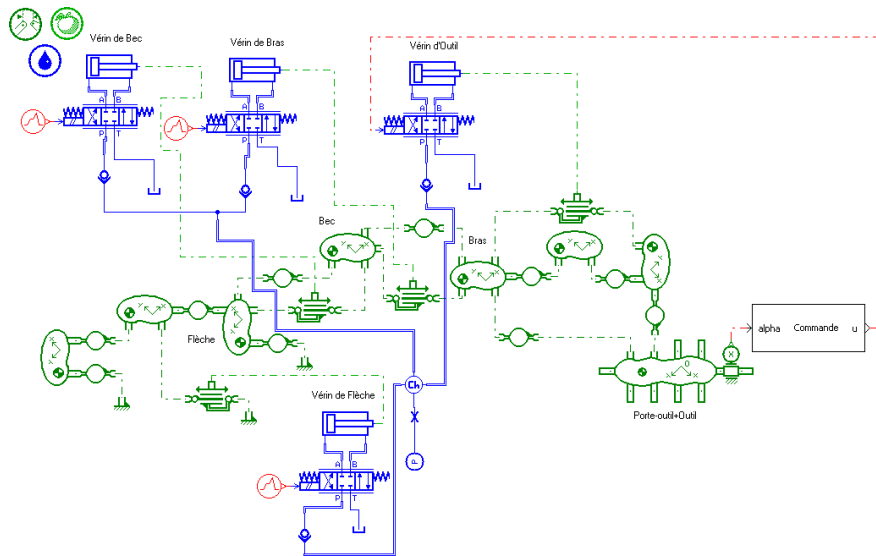 Vérin de Bec
Vérin de Bras
Vérin d'Outil
A B
P T
A B
P T
A B
P T
Bec
Bras
Flèche
alpha Commande u
Ch
Vérin de Flèche
Porte-outil+Outil
P
A B
P T